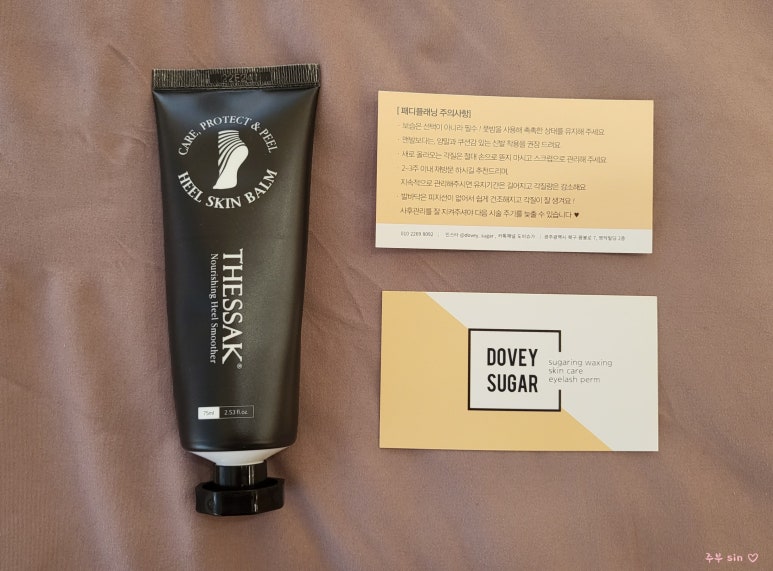 CARE, PROTECT & PEEL
HEEL SKIN BALM
THESSAK®
Nourishing Heel Smoother
75ml 2.53 fl.oz
[ 패디플래닝 주의사항]
· 보습은 선택이 아니라 필수! 풋밤을 사용해 촉촉한 상태를 유지해 주세요
· 맨발보다는, 양말과 쿠션감 있는 신발 착용을 권장 드려요.
· 새로 올라오는 각질은 절대 손으로 뜯지 마시고 스크럽으로 관리해 주세요
· 2~3주 이내 재방문 하시길 추천드리며,
지속적으로 관리해주시면 유지기간은 길어지고 각질량은 감소해요
· 발바닥은 피지선이 없어서 쉽게 건조해지고 각질이 잘 생겨요 !
사후관리를 잘 지켜주셔야 다음 시술 주기를 늦출 수 있습니다 ♥
인스타 @dovey_sugar
DOVEY
SUGAR
sugaring waxing
skin care
eyelash perm
주부 sin ♡